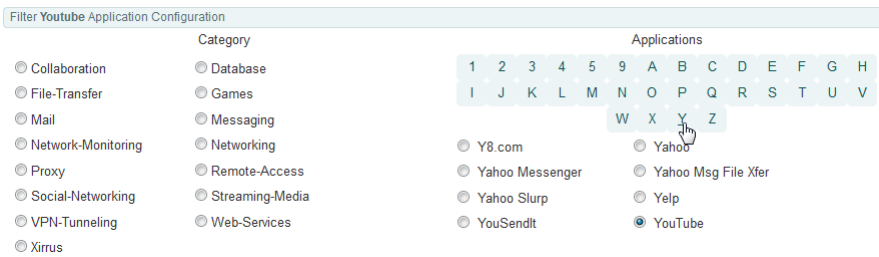 Filter Youtube Application Configuration
Category
Collaboration Database
File-Transfer Games
Mail Messaging
Network-Monitoring Networking
Proxy Remote-Access
Social-Networking Streaming-Media
VPN-Tunneling Web-Services
Xirrus
Applications
1 2 3 4 5 9 A B C D E F G H
I J K L M N O P Q R S T U V
W X Y Z
Y8.com Yahoo
Yahoo Messenger Yahoo Msg File Xfer
Yahoo Slurp Yelp
YouSendIt YouTube